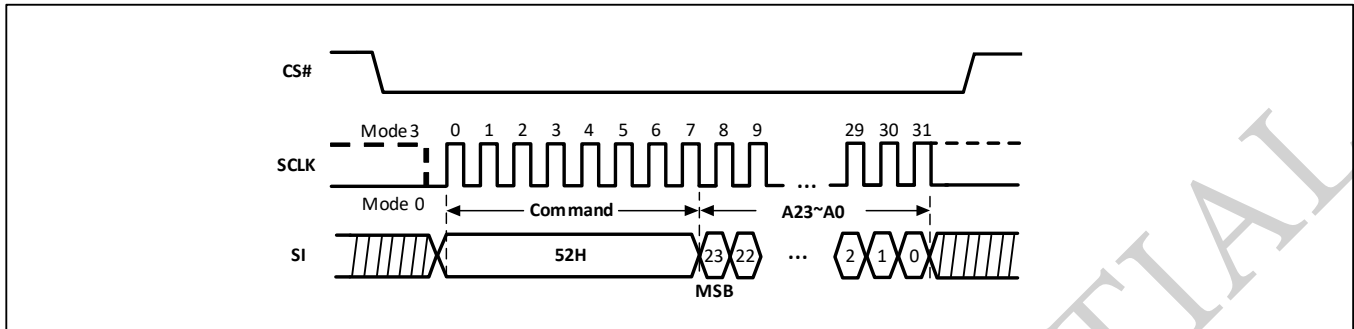 CS#
Mode 3 0 1 2 3 4 5 6 7 8 9 29 30 31
SCLK ...
Mode 0 Command A23~A0
SI 52H 23 22 ... 2 1 0
MSB
TIAL